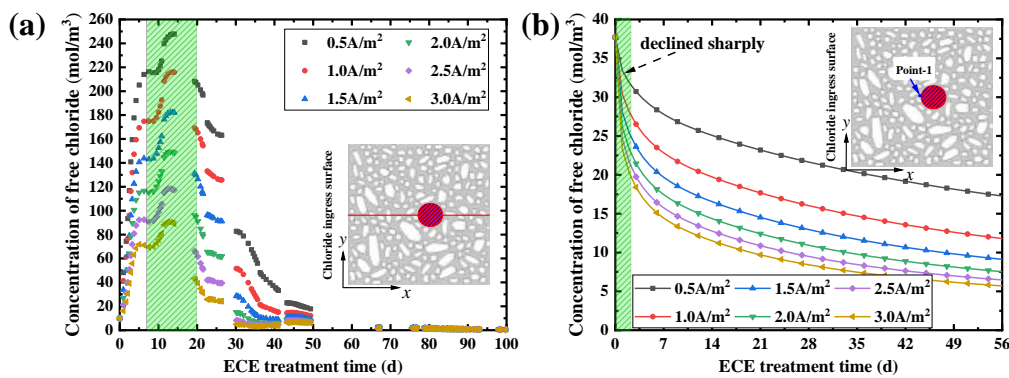 (a)
Concentration of free chloride (mol/m³)
260
240
220
200
180
160
140
120
100
80
60
40
20
0
0.5A/m² 2.0A/m²
1.0A/m² 2.5A/m²
1.5A/m² 3.0A/m²
Chloride ingress surface
y
x
0 10 20 30 40 50 60 70 80 90 100
ECE treatment time (d)
(b)
Concentration of free chloride (mol/m³)
40
35
30
25
20
15
10
5
0
declined sharply
Chloride ingress surface
Point-1
y
x
0.5A/m² 1.5A/m² 2.5A/m²
1.0A/m² 2.0A/m² 3.0A/m²
0 7 14 21 28 35 42 49 56
ECE treatment time (d)